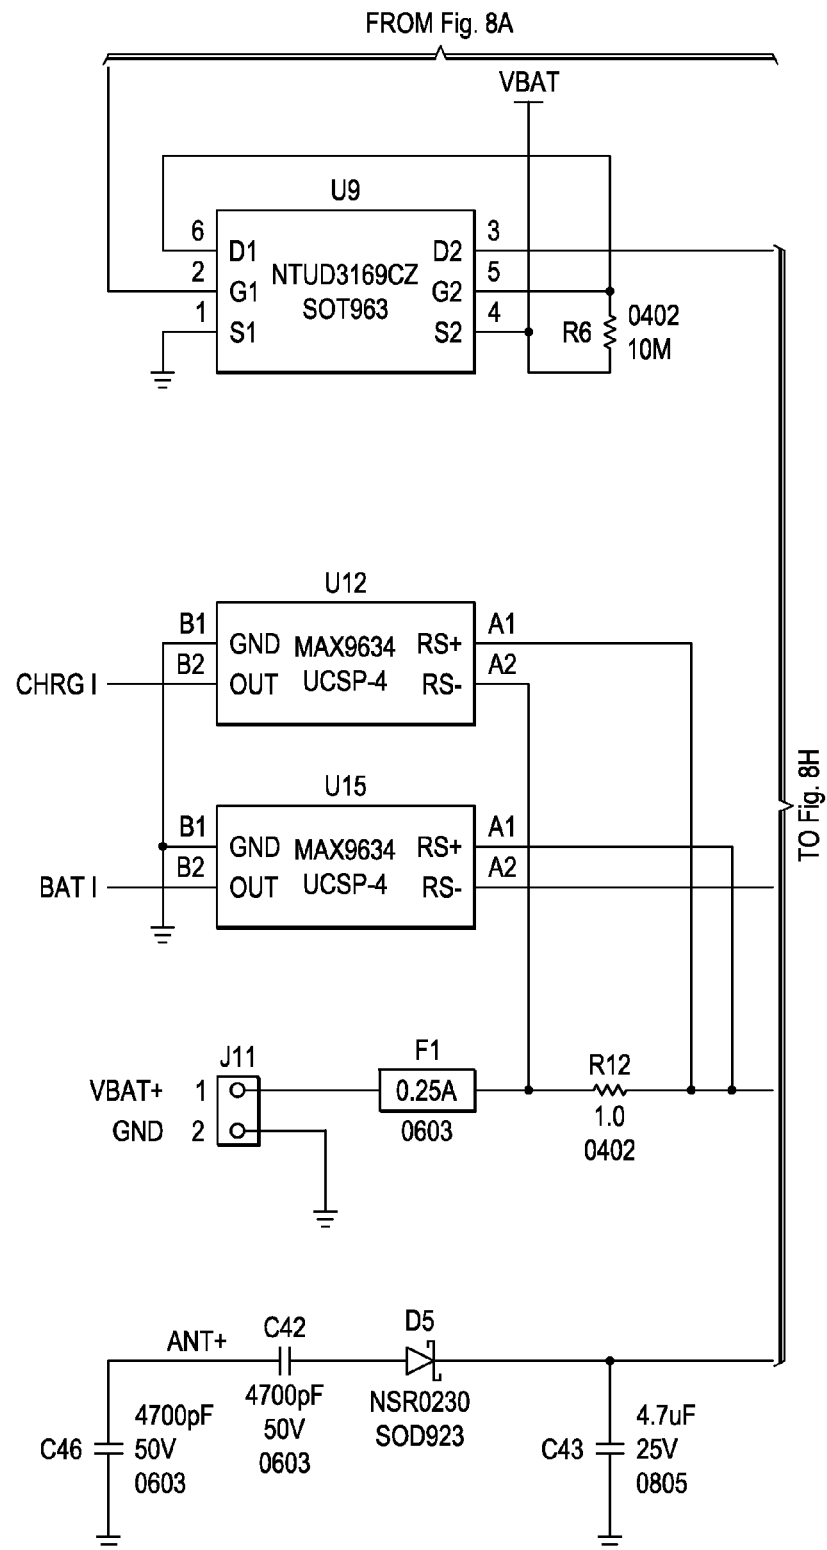 FROM Fig. 8A
VBAT
U9
6 D1 D2 3
2 G1 NTUD3169CZ G2 5
1 S1 SOT963 S2 4
R6 0402
10M
U12
B1 GND MAX9634 RS+ A1
CHRG I B2 OUT UCSP-4 RS- A2
TO Fig. 8H
U15
B1 GND MAX9634 RS+ A1
BAT I B2 OUT UCSP-4 RS- A2
J11
VBAT+ 1
GND 2
F1
0.25A
0603
R12
1.0
0402
ANT+
C42
4700pF
50V
0603
D5
NSR0230
SOD923
C46
4700pF
50V
0603
C43
4.7uF
25V
0805